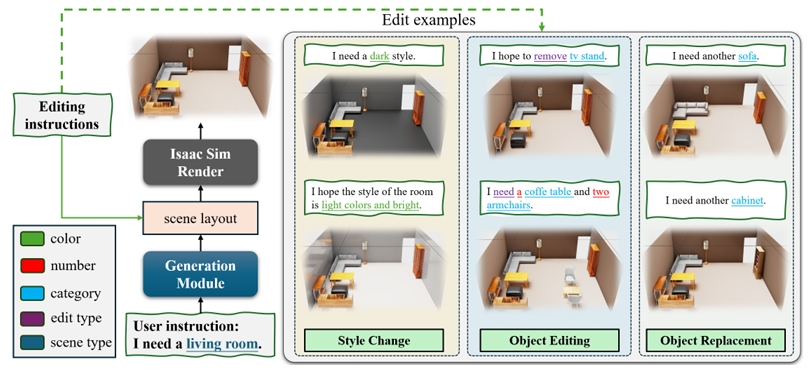 Edit examples
Editing
instructions
Isaac Sim
Render
scene layout
Generation
Module
User instruction:
I need a living room.
color
number
category
edit type
scene type
I need a dark style.
I hope the style of the room
is light colors and bright.
Style Change
I hope to remove tv stand.
I need a coffe table and two
armchairs.
Object Editing
I need another sofa.
I need another cabinet.
Object Replacement